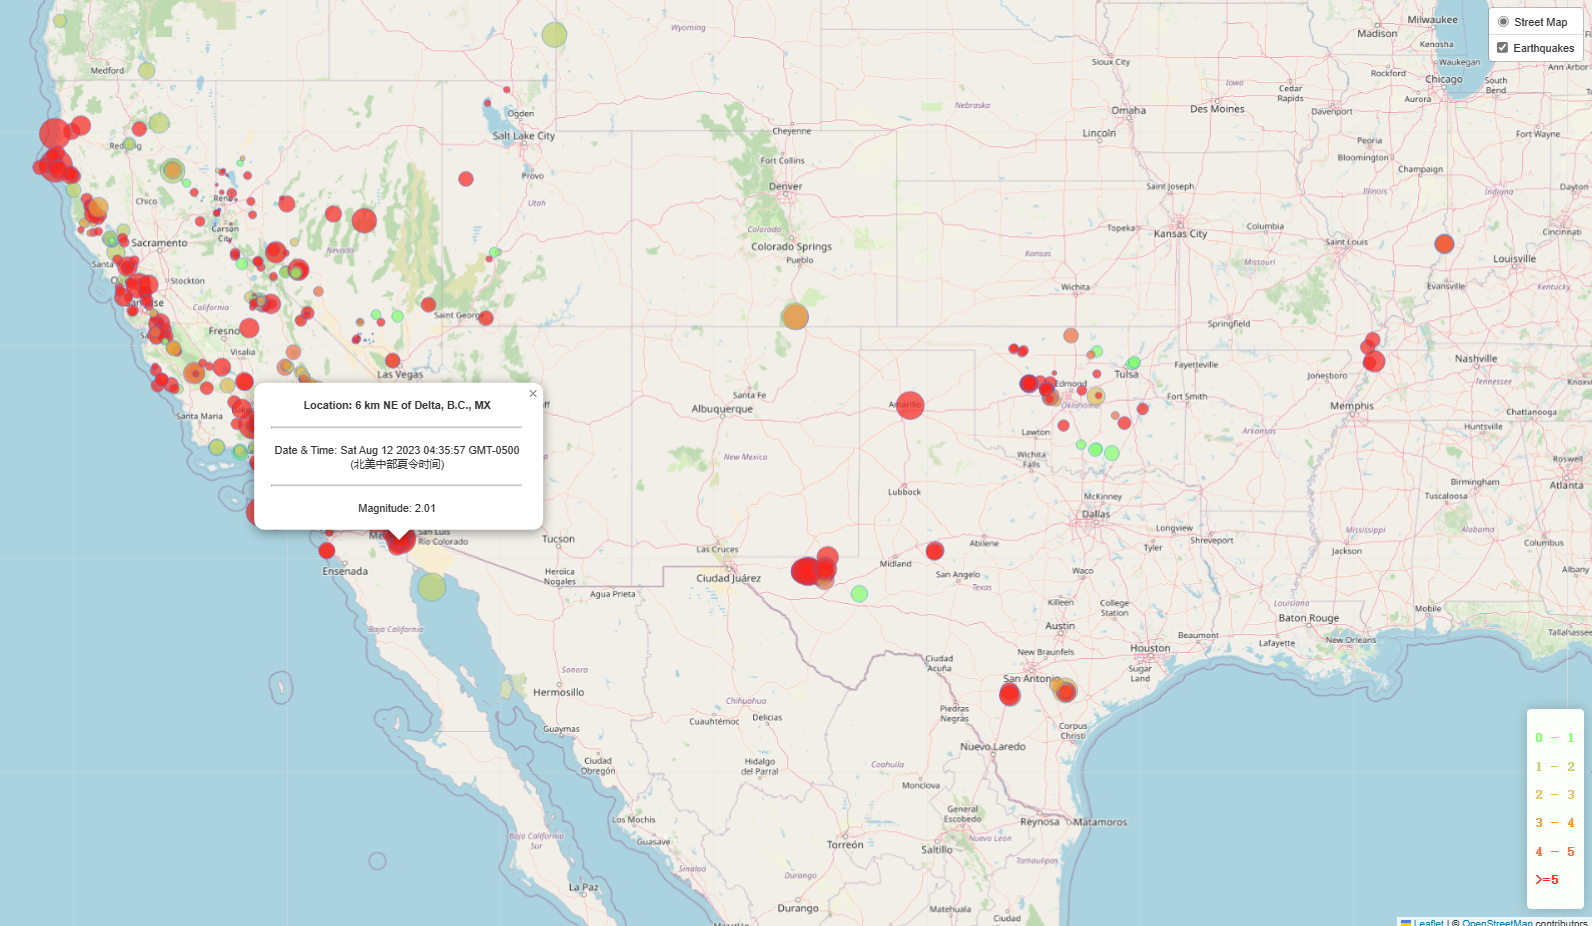 Wyoming
Milwaukee
Madison
Street Map
Kenosha
Earthquakes
Medford
Sioux City
Waukegan
Rockford
Chicago
Ann Arbor
Iowa
Cedar
Rapids
South
Bend
Aurora
Ogden
Nebraska
Omaha
Des Moines
Davenport
Salt Lake City
Cheyenne
Lincoln
Fort Wayne
Peoria
Fort Collins
Bloomington
Provo
Champaign
Denver
Saint Joseph
Chico
Utah
Illinois
Indiana
Carson
City
Colorado
Topeka
Kansas City
Columbia
Cincinnati
Sacramento
Colorado Springs
Saint Louis
Nevada
Kansas
Pueblo
Missouri
Louisville
Stockton
Wichita
Evansville
Kentucky
California
Saint George
Springfield
Fresno
Visalia
Nashville
Fayetteville
Las Vegas
Tulsa
Jonesboro
Tennessee
Edmond
Santa Fe
Fort Smith
Albuquerque
Amarillo
Oklahoma
Memphis
Chattanooga
Santa Maria
Lawton
Arkansas
Huntsville
×
Location: 6 km NE of Delta, B.C., MX
Date & Time: Sat Aug 12 2023 04:35:57 GMT-0500
(北美中部夏令时间)
Magnitude: 2.01
New Mexico
Wichita
Falls
Roswell
Birmingham
Atlanta
Lubbock
McKinney
Tuscaloosa
Dallas
Mississippi
Alabama
Longview
San Luis
Río Colorado
Tucson
Abilene
Tyler
Shreveport
Jackson
Columbus
Las Cruces
Midland
Ensenada
Heroica
Nogales
Ciudad Juárez
San Angelo
Waco
Albany
Agua Prieta
Texas
Killeen
College
Station
Louisiana
Mobile
Austin
Baton Rouge
Baja California
Beaumont
Lafayette
New Orleans
Tallahassee
New Braunfels
Houston
Ciudad
Acuña
Sugar
Land
Sonora
San Antonio
Hermosillo
Chihuahua
Piedras
Negras
Cuauhtémoc
Delicias
Corpus
Christi
Guaymas
Nuevo Laredo
Ciudad
Obregón
Hidalgo
del Parral
Coahuila
Monclova
Los Mochis
General
Escobedo
Reynosa
Matamoros
Guasave
Baja California
Sur
Torreón
Nuevo León
Saltillo
Sinaloa
Durango
Tamaulipas
La Paz
Durango
Matehuala
Ciudad
0 - 1
1 - 2
2 - 3
3 - 4
4 - 5
>=5
Leaflet | © OpenStreetMap contributors